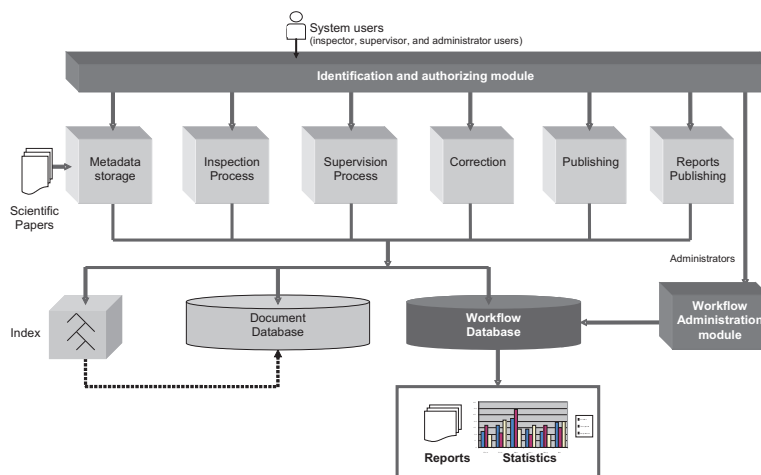 System users
(inspector, supervisor, and administrator users)
Identification and authorizing module
Metadata
storage
Inspection
Process
Supervision
Process
Correction
Publishing
Reports
Publishing
Scientific
Papers
Administrators
Index
Document
Database
Workflow
Database
Workflow
Administration
module
Reports
Statistics